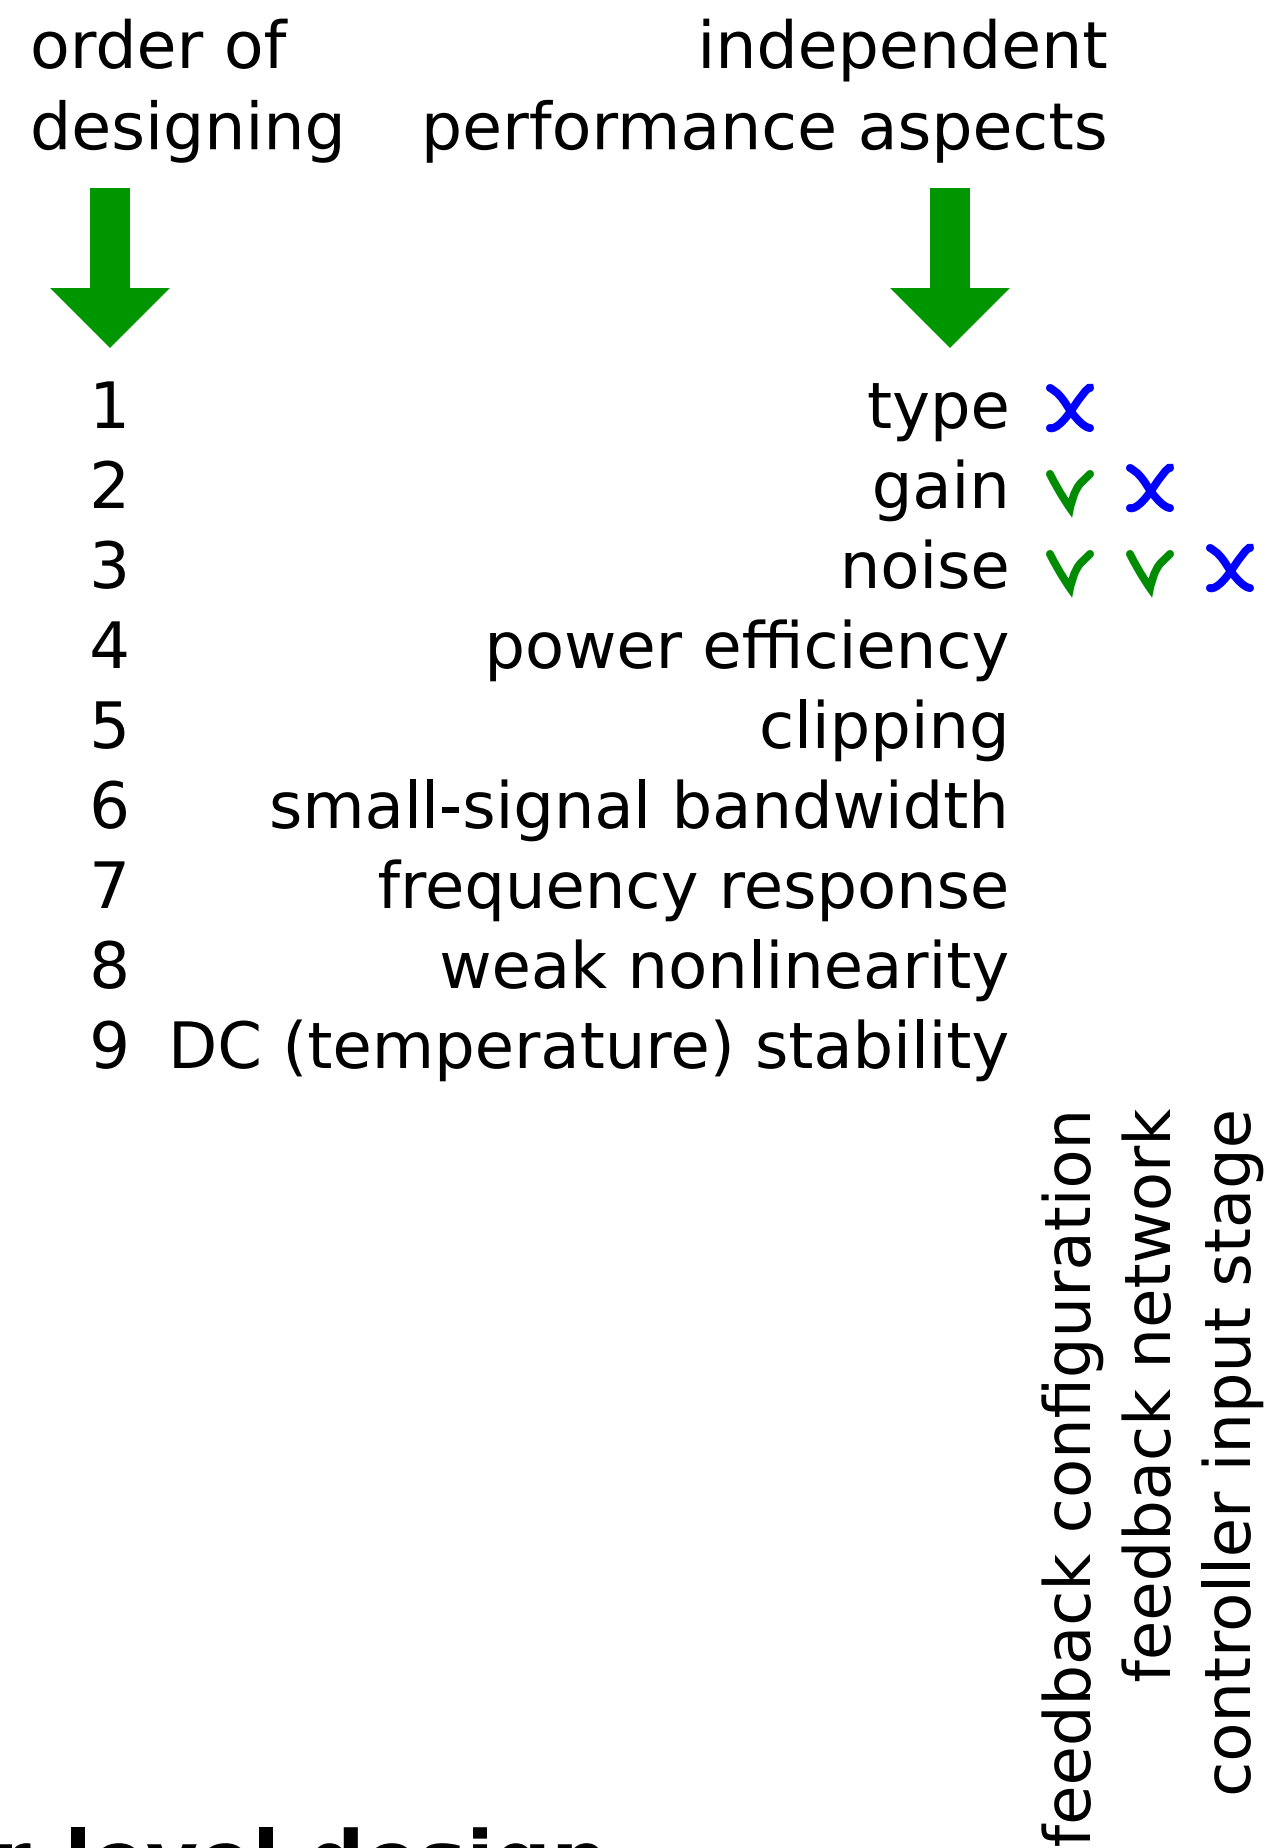 order of
designing
independent
performance aspects
1 type
2 gain
3 noise
4 power efficiency
5 clipping
6 small-signal bandwidth
7 frequency response
8 weak nonlinearity
9 DC (temperature) stability
feedback configuration
feedback network
controller input stage
level design